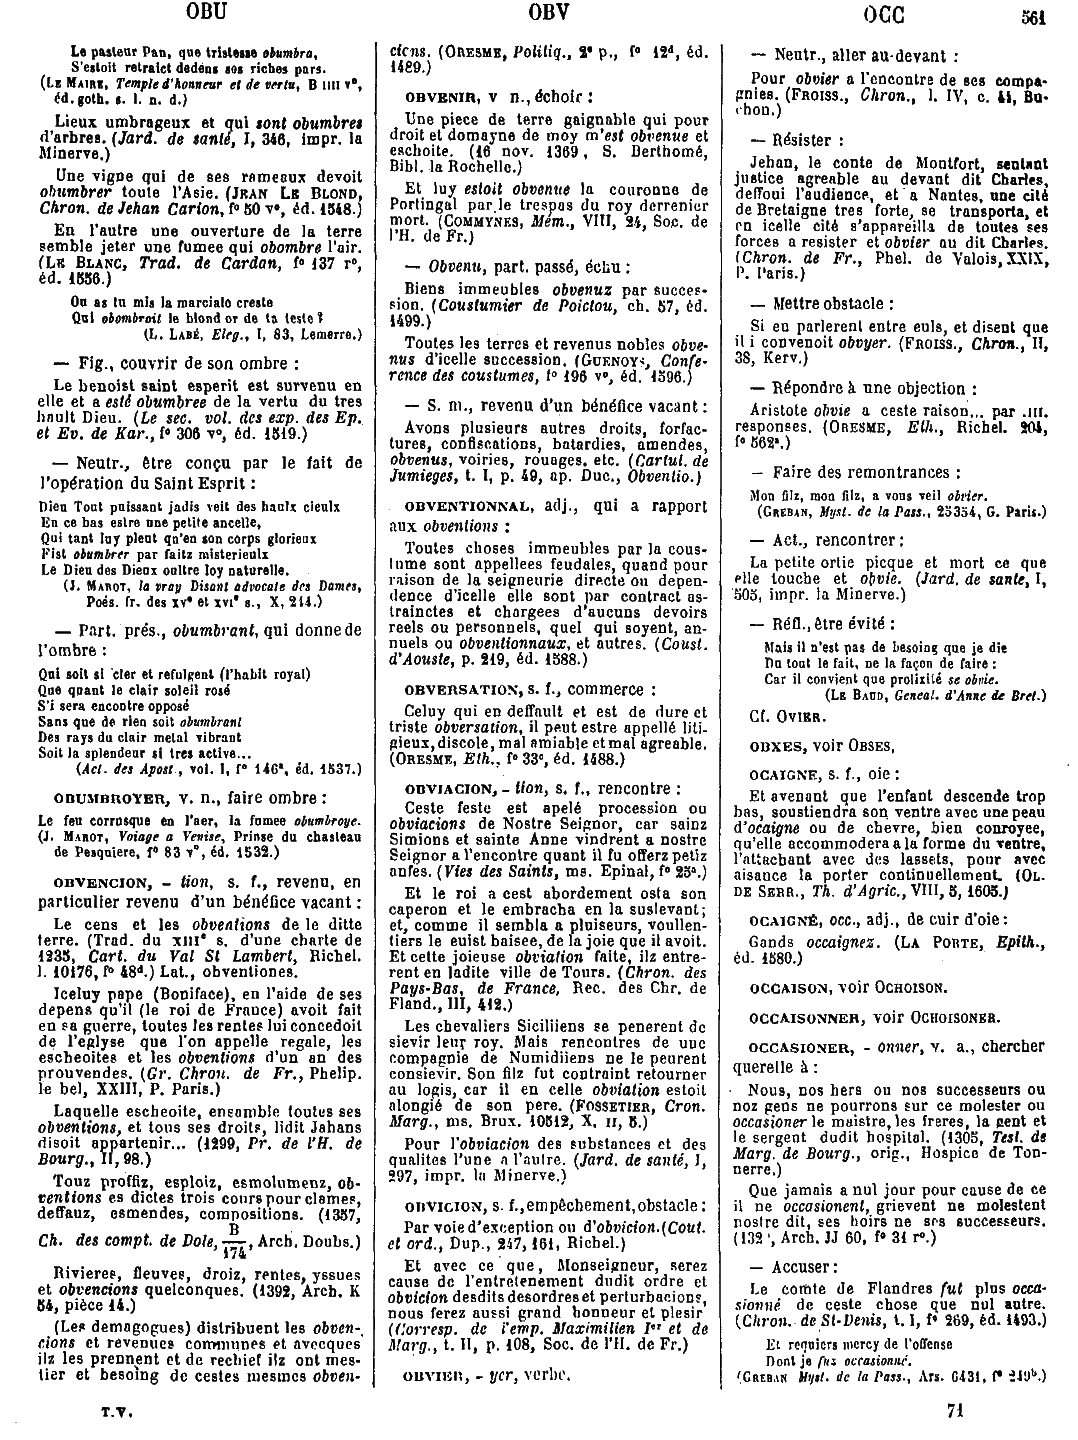 OBU OBV OCC 561
Le pasteur Pan, que tristesse obumbra,
S'estoit retraict dedens sos riches pars.
(LE MAIRE, Temple d'honneur et de vertu, B IIII v°,
éd. goth. s. l. n. d.)
Lieux umbrageux et qui sont obumbres
d'arbres. (Jard. de santé, I, 346, impr. la
Minerve.)
Une vigne qui de ses rameaux devoit
obumbrer toute l'Asie. (JEAN LE BLOND,
Chron. de Jehan Carion, f° 50 v°, éd. 1548.)
En l'autre une ouverture de la terre
semble jeter une fumee qui obombre l'air.
(LE BLANC, Trad. de Cardan, f° 137 r°,
éd. 1556.)
Ou as tu mis la marciale creste
Qui obombroit le blond or de ta teste?
(L. LABÉ, Eleg., I, 83, Lemerre.)
— Fig., couvrir de son ombre :
Le benoist saint esperit est survenu en
elle et a esté obumbree de la vertu du tres
hault Dieu. (Le sec. vol. des exp. des Ep.
et Ev. de Kar., f° 306 v°, éd. 1519.)
— Neutr., être conçu par le fait de
l'opération du Saint Esprit :
Dieu Tout puissant jadis veit des haulx cieulx
En ce bas estre une petite ancelle,
Qui tant luy pleut qu'en son corps glorieux
Fist obumbrer par faitz misterieulx
Le Dieu des Dieux oultre loy naturelle.
(J. MAROT, la vray Disant advocate des Dames,
Poés. fr. des XV° et XVI° s., X, 244.)
— Part. prés., obumbrant, qui donne de
l'ombre :
Qui soit si cler et refulgent (l'habit royal)
Que quant le clair soleil rosé
S'i sera encontre opposé
Sans que de rien soit obumbrant
Des rays du clair metal vibrant
Soit la splendeur si tres active...
(Act. des Apost., vol. I, f° 146ª, éd. 1537.)
OBUMBROYER, v. n., faire ombre :
Le feu corrosque en l'aer, la fumee obumbroye.
(J. MAROT, Voiage a Venise, Prinse du chasteau
de Pesquiere, f° 83 v°, éd. 1532.)
OBVENCION, - tion, s. f., revenu, en
particulier revenu d'un bénéfice vacant :
Le cens et les obventions de le ditte
terre. (Trad. du XIII° s. d'une charte de
1235, Cart. du Val St Lambert, Richel.
l. 10176, f° 48ᵈ.) Lat., obventiones.
Iceluy pape (Boniface), en l'aide de ses
depens qu'il (le roi de France) avoit fait
en sa guerre, toutes les rentes lui concedoit
de l'eglyse que l'on appelle regale, les
escheoites et les obventions d'un an des
prouvendes. (Gr. Chron. de Fr., Phelip.
le bel, XXIII, P. Paris.)
Laquelle escheoite, ensamble toutes ses
obventions, et tous ses droits, lidit Jahans
disoit appartenir... (1299, Pr. de l'H. de
Bourg., II, 98.)
Touz proffiz, esploiz, esmolumenz, ob-
ventions es dictes trois cours pour clames,
deffauz, esmendes, compositions. (1357,
Ch. des compt. de Dole, B/174, Arch. Doubs.)
Rivieres, fleuves, droiz, rentes, yssues
et obvencions quelconques. (1392, Arch. K
54, pièce 14.)
(Les demagogues) distribuent les obven-
cions et revenues communes et avecques
ilz les prennent et de rechief ilz ont mes-
tier et besoing de cestes mesmes obven-
cions. (ORESME, Politiq., 2° p., f° 12ᵈ, éd.
1489.)
OBVENIR, v n., échoir :
Une piece de terre gaignable qui pour
droit et domayne de moy m'est obvenue et
eschoite. (16 nov. 1369, S. Berthomé,
Bibl. la Rochelle.)
Et luy estoit obvenue la couronne de
Portingal par le trespas du roy derrenier
mort. (COMMYNES, Mém., VIII, 24, Soc. de
l'H. de Fr.)
— Obvenu, part. passé, échu :
Biens immeubles obvenuz par succes-
sion. (Coustumier de Poictou, ch. 57, éd.
1499.)
Toutes les terres et revenus nobles obve-
nus d'icelle succession. (GUENOYS, Confe-
rence des coustumes, f° 196 v°, éd. 1596.)
— S. m., revenu d'un bénéfice vacant :
Avons plusieurs autres droits, forfac-
tures, confiscations, batardies, amendes,
obvenus, voiries, rouages, etc. (Cartul. de
Jumieges, t. I, p. 49, ap. Duc., Obventio.)
OBVENTIONNAL, adj., qui a rapport
aux obventions :
Toutes choses immeubles par la cous-
tume sont appellees feudales, quand pour
raison de la seigneurie directe ou depen-
dence d'icelle elle sont par contract as-
trainctes et chargees d'aucuns devoirs
reels ou personnels, quel qui soyent, an-
nuels ou obventionnaux, et autres. (Coust.
d'Aouste, p. 219, éd. 1588.)
OBVERSATION, s. f., commerce :
Celuy qui en deffault et est de dure et
triste obversation, il peut estre appellé liti-
gieux, discole, mal amiable et mal agreable.
(ORESME, Eth., f° 33ᶜ, éd. 1488.)
OBVIACION, - tion, s. f., rencontre :
Ceste feste est apelé procession ou
obviacions de Nostre Seignor, car sainz
Simions et sainte Anne vindrent a nostre
Seignor a l'encontre quant il fu offerz petiz
anfes. (Vies des Saints, ms. Epinal, f° 23ª.)
Et le roi a cest abordement osta son
caperon et le embracha en la suslevant;
et, comme il sembla a pluiseurs, voullen-
tiers le euist baisee, de la joie que il avoit.
Et cette joieuse obviation faite, ilz entre-
rent en ladite ville de Tours. (Chron. des
Pays-Bas, de France, Rec. des Chr. de
Fland., III, 412.)
Les chevaliers Siciliiens se penerent de
sievir leur roy. Mais rencontres de une
compagnie de Numidiiens ne le peurent
consievir. Son filz fut contraint retourner
au logis, car il en celle obviation estoit
alongié de son pere. (FOSSETIER, Cron.
Marg., ms. Brux. 10512, X, II, 5.)
Pour l'obviacion des substances et des
qualites l'une a l'autre. (Jard. de santé, I,
297, impr. la Minerve.)
OBVICION, s. f., empêchement, obstacle :
Par voie d'exception ou d'obvicion. (Cout.
et ord., Dup., 247, 161, Richel.)
Et avec ce que, Monseigneur, serez
cause de l'entretenement dudit ordre et
obvicion desdits desordres et perturbacions,
nous ferez aussi grand honneur et plesir
(Corresp. de l'emp. Maximilien Iᵉʳ et de
Marg., t. II, p. 108, Soc. de l'H. de Fr.)
OBVIER, - yer, verbe.
— Neutr., aller au-devant :
Pour obvier a l'encontre de ses compa-
gnies. (FROISS., Chron., l. IV, c. 41, Bu-
chon.)
— Résister :
Jehan, le conte de Montfort, sentant
justice agreable au devant dit Charles,
deffoui l'audience, et a Nantes, une cité
de Bretaigne tres forte, se transporta, et
en icelle cité s'appareilla de toutes ses
forces a resister et obvier au dit Charles.
(Chron. de Fr., Phel. de Valois, XXIX,
P. Paris.)
— Mettre obstacle :
Si en parlerent entre euls, et disent que
il i convenoit obvyer. (FROISS., Chron., II,
38, Kerv.)
— Répondre à une objection :
Aristote obvie a ceste raison... par .III.
responses. (ORESME, Eth., Richel. 204,
f° 562ª.)
— Faire des remontrances :
Mon filz, mon filz, a vous veil obvier.
(GREBAN, Myst. de la Pass., 25354, G. Paris.)
— Act., rencontrer :
La petite ortie picque et mort ce que
elle touche et obvie. (Jard. de sante, I,
505, impr. la Minerve.)
— Réfl., être évité :
Mais il n'est pas de besoing que je die
Du tout le fait, ne la façon de faire :
Car il convient que prolixité se obvie.
(LE BAUD, Geneal. d'Anne de Bret.)
Cf. OVIER.
OBXES, voir OBSES,
OCAIGNE, s. f., oie :
Et avenant que l'enfant descende trop
bas, soustiendra son ventre avec une peau
d'ocaigne ou de chevre, bien conroyee,
qu'elle accommodera a la forme du ventre,
l'attachant avec des lassets, pour avec
aisance la porter continuellement. (OL.
DE SERR., Th. d'Agric., VIII, 5, 1605.)
OCAIGNÉ, occ., adj., de cuir d'oie :
Gands occaignez. (LA PORTE, Epith.,
éd. 1580.)
OCCAISON, voir OCHOISON.
OCCAISONNER, voir OCHOISONER.
OCCASIONER, - onner, v. a., chercher
querelle à :
Nous, nos hers ou nos successeurs ou
noz gens ne pourrons sur ce molester ou
occasioner le maistre, les freres, la gent et
le sergent dudit hospital. (1305, Test. de
Marg. de Bourg., orig., Hospice de Ton-
nerre.)
Que jamais a nul jour pour cause de ce
il ne occasionent, grievent ne molestent
nostre dit, ses hoirs ne ses successeurs.
(132 , Arch. JJ 60, f° 31 r°.)
— Accuser :
Le comte de Flandres fut plus occa-
sionné de ceste chose que nul autre.
(Chron. de St-Denis, t. I, f° 269, éd. 1493.)
Et requiers mercy de l'offense
Dont je fus occasionné.
(GREBAN Myst. de la Pass., Ars. 6431, f° 249ᵇ.)
T. V. 71